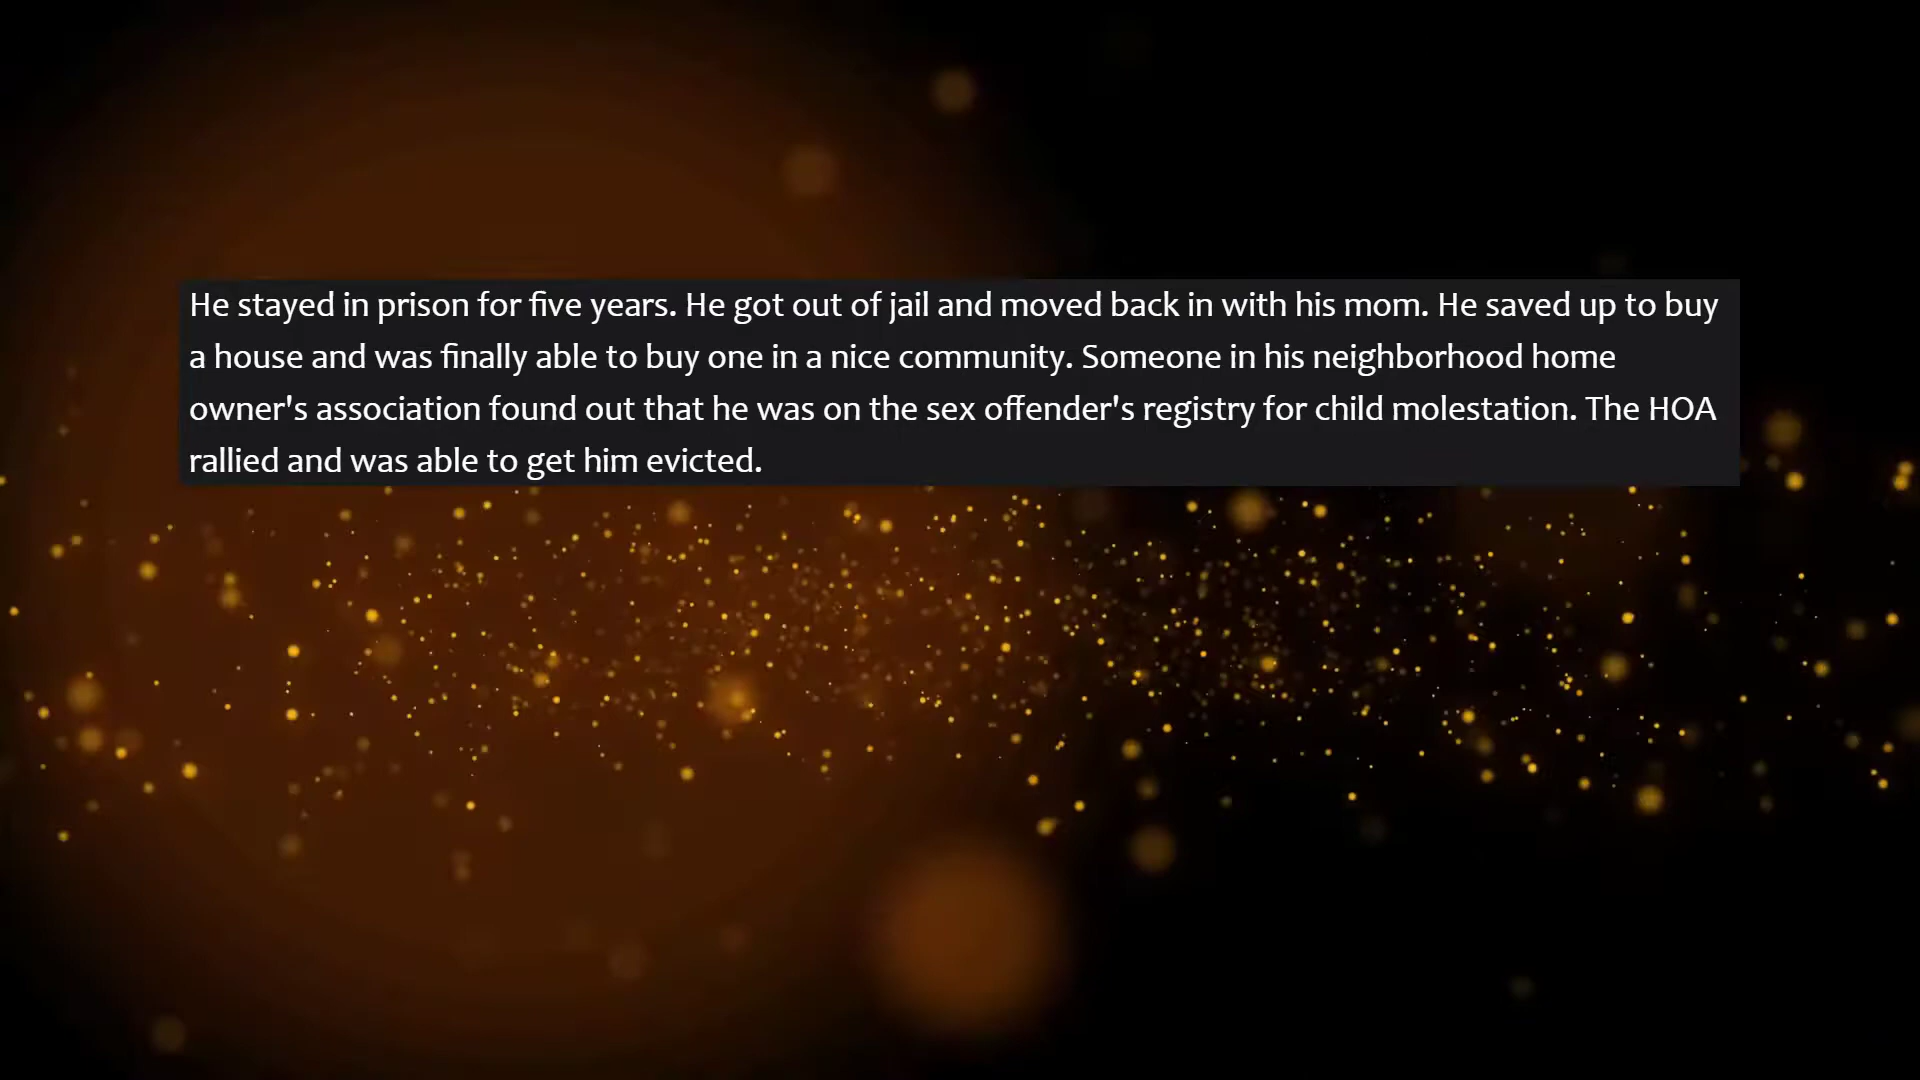 He stayed in prison for five years. He got out of jail and moved back in with his mom. He saved up to buy
a house and was finally able to buy one in a nice community. Someone in his neighborhood home
owner's association found out that he was on the sex offender's registry for child molestation. The HOA
rallied and was able to get him evicted.